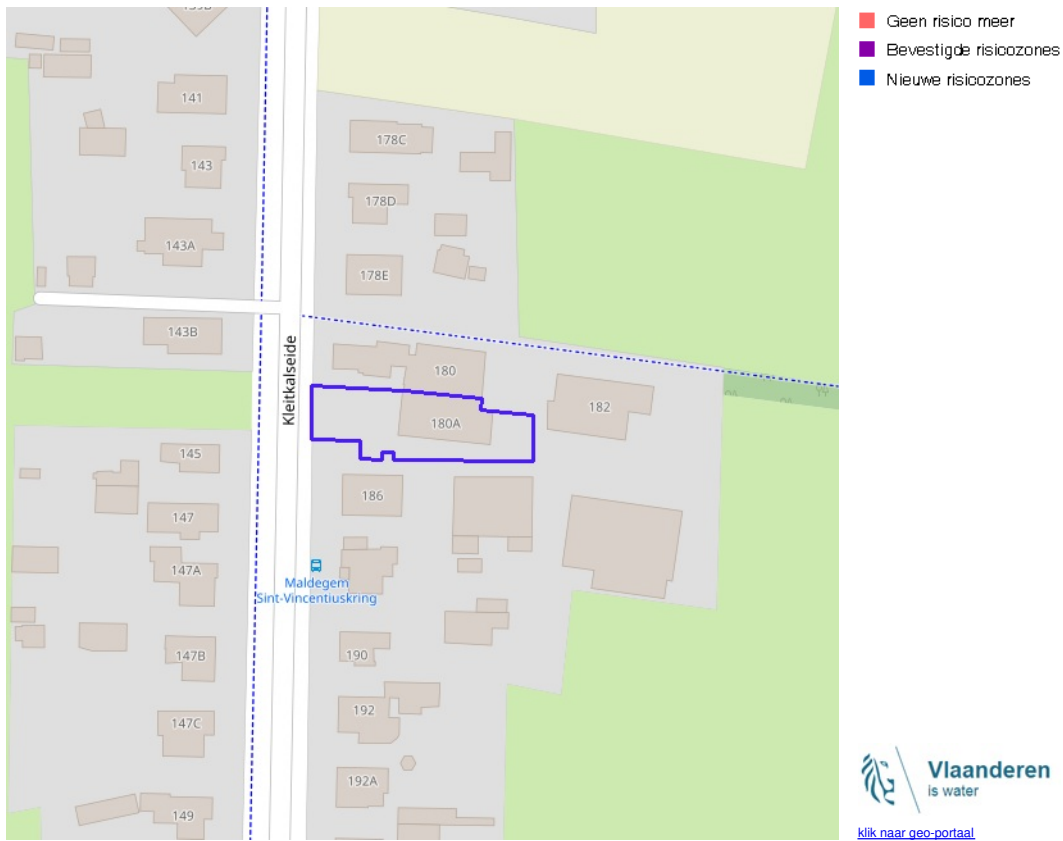 139B
141
143
143A
143B
145
147
147A
147B
147C
149
Kleitkalseide
178C
178D
178E
180
180A
182
186
Maldegem
Sint-Vincentiuskring
190
192
192A
Geen risico meer
Bevestigde risicozones
Nieuwe risicozones
Vlaanderen
is water
klik naar geo-portaal